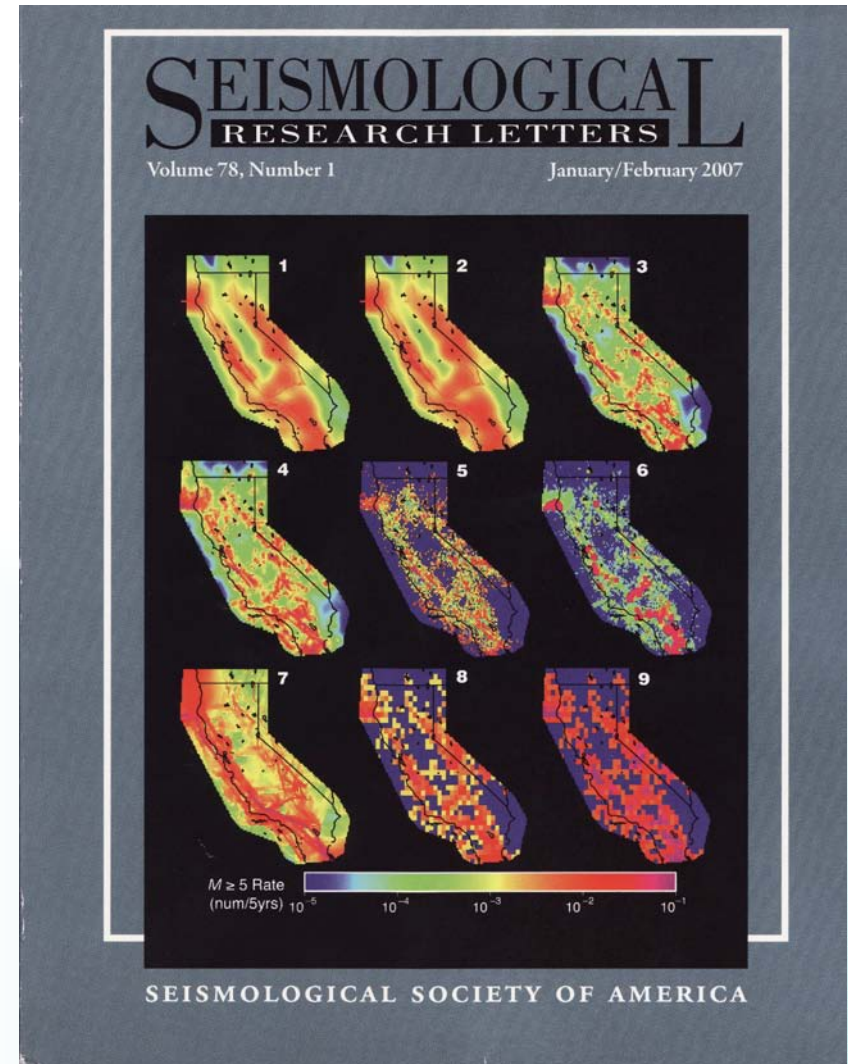 SEISMOLOGICAL
RESEARCH LETTERS
Volume 78, Number 1 January/February 2007
1 2 3
4 5 6
7 8 9
M ≥ 5 Rate
(num/5yrs) 10⁻⁵ 10⁻⁴ 10⁻³ 10⁻² 10⁻¹
SEISMOLOGICAL SOCIETY OF AMERICA